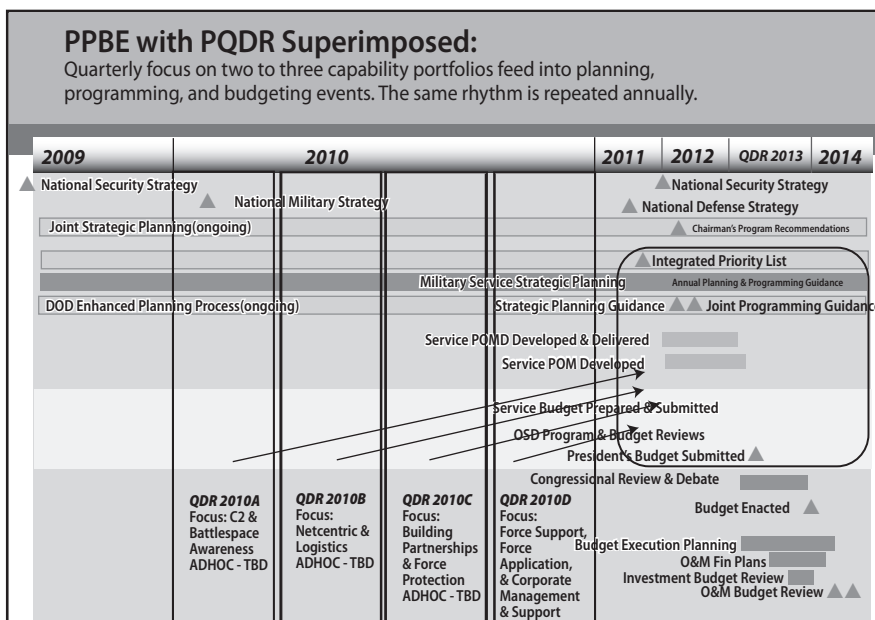 PPBE with PQDR Superimposed:
Quarterly focus on two to three capability portfolios feed into planning,
programming, and budgeting events. The same rhythm is repeated annually.
2009 2010 2011 2012 QDR 2013 2014
National Security Strategy
National Security Strategy
National Military Strategy
National Defense Strategy
Joint Strategic Planning(ongoing)
Chairman's Program Recommendations
Integrated Priority List
Military Service Strategic Planning
Annual Planning & Programming Guidance
DOD Enhanced Planning Process(ongoing)
Strategic Planning Guidance
Joint Programming Guidance
Service POMD Developed & Delivered
Service POM Developed
Service Budget Prepared & Submitted
OSD Program & Budget Reviews
President's Budget Submitted
Congressional Review & Debate
Budget Enacted
Budget Execution Planning
O&M Fin Plans
Investment Budget Review
O&M Budget Review
QDR 2010A
Focus: C2 &
Battlespace
Awareness
ADHOC - TBD
QDR 2010B
Focus:
Netcentric &
Logistics
ADHOC - TBD
QDR 2010C
Focus:
Building
Partnerships
& Force
Protection
ADHOC - TBD
QDR 2010D
Focus:
Force Support,
Force
Application,
& Corporate
Management
& Support